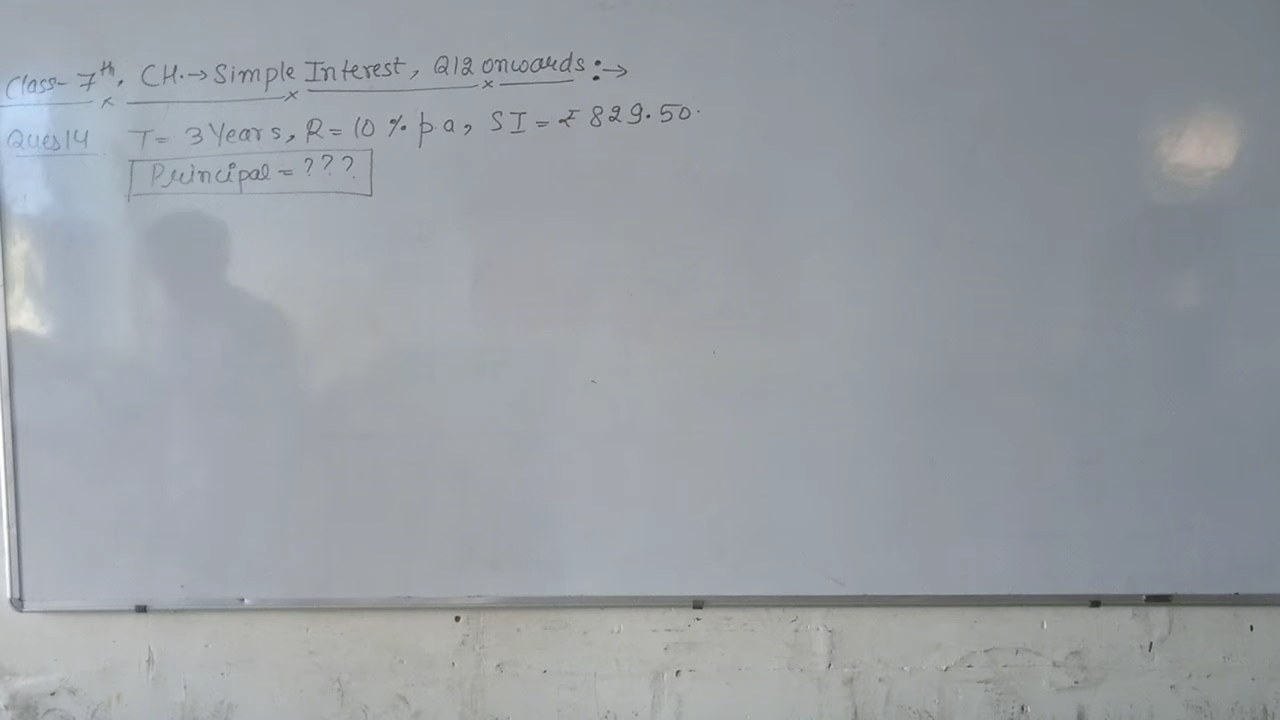 Class- 7th, CH.→ Simple Interest, Q12 onwards :→
Ques14 T= 3 Years, R= 10 % p.a, SI = ₹ 829.50.
Principal = ???